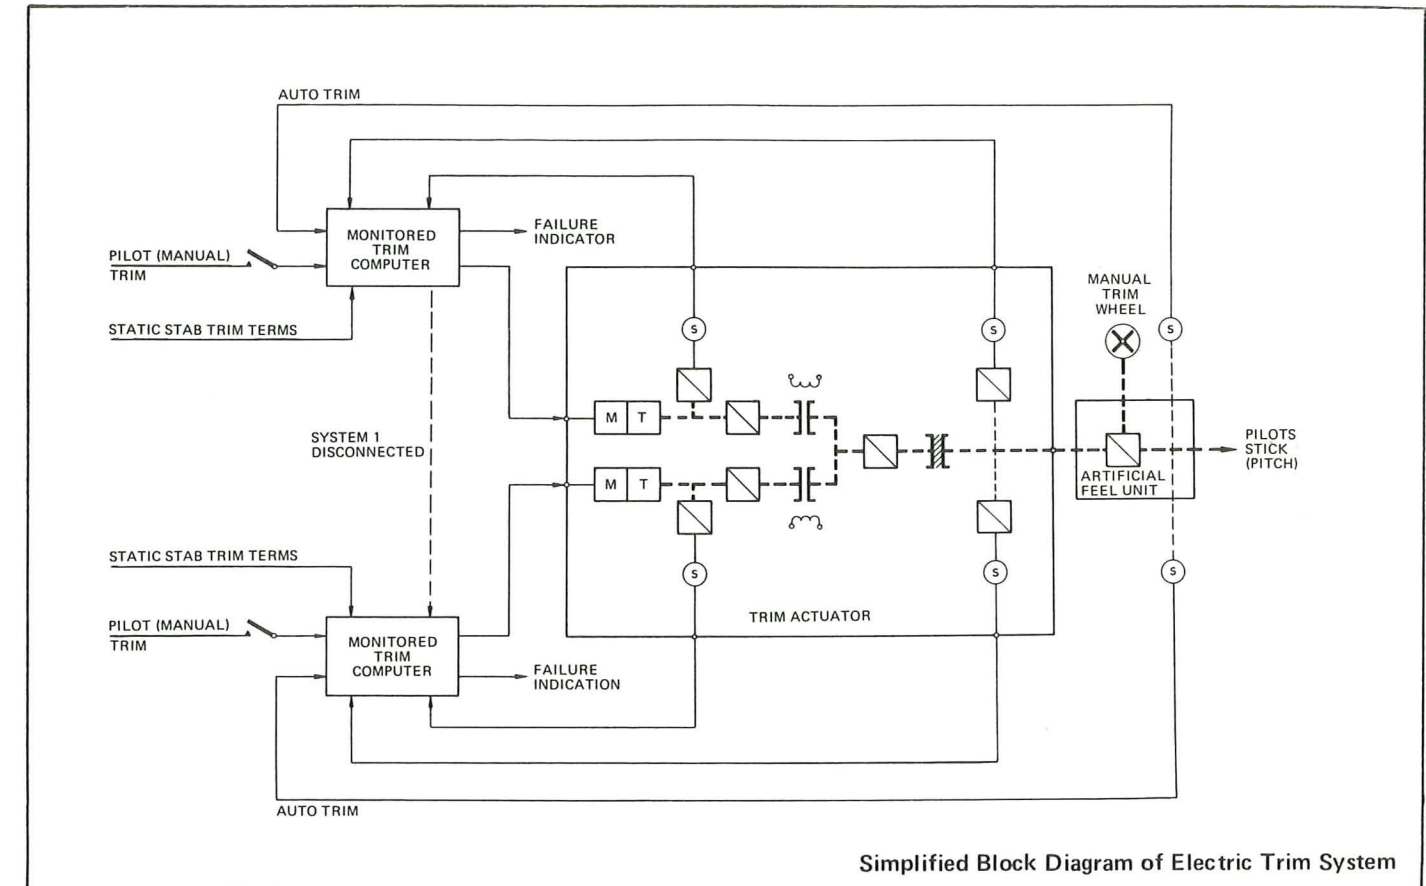 AUTO TRIM
MONITORED
TRIM
COMPUTER
FAILURE
INDICATOR
PILOT (MANUAL)
TRIM
STATIC STAB TRIM TERMS
MANUAL
TRIM
WHEEL
S
S
S
M T
SYSTEM 1
DISCONNECTED
PILOTS
STICK
(PITCH)
ARTIFICIAL
FEEL UNIT
M T
STATIC STAB TRIM TERMS
S
S
S
PILOT (MANUAL)
TRIM
TRIM ACTUATOR
MONITORED
TRIM
COMPUTER
FAILURE
INDICATION
AUTO TRIM
Simplified Block Diagram of Electric Trim System